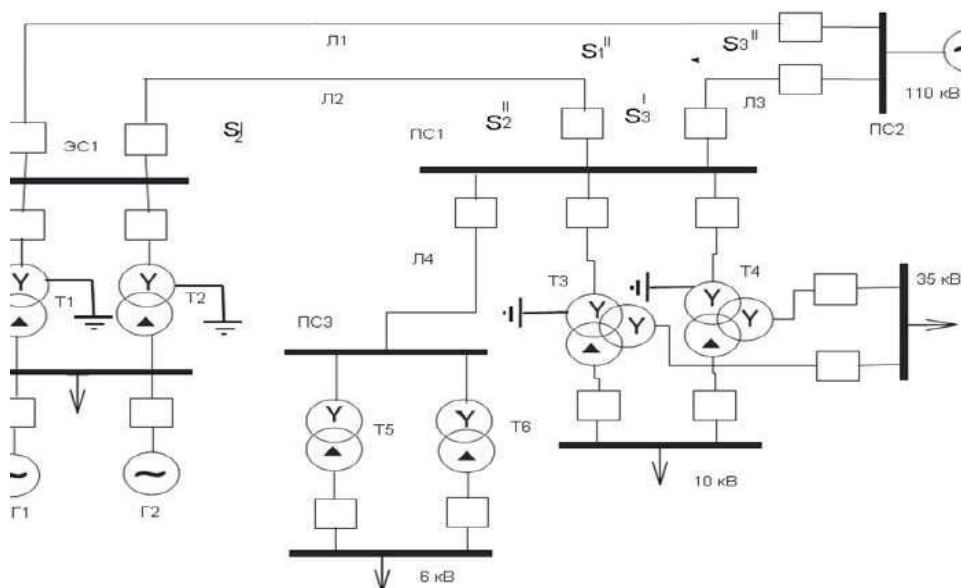 Л1
S1II
S3II
Л2
S2II
S3I
Л3
110 кВ
ПС2
ЭС1
S2I
ПС1
Л4
Т3
Т4
35 кВ
Y
Y
Т1
Т2
Y
Y
Y
Y
ПС3
Y
Y
Т5
Т6
10 кВ
Г1
Г2
6 кВ